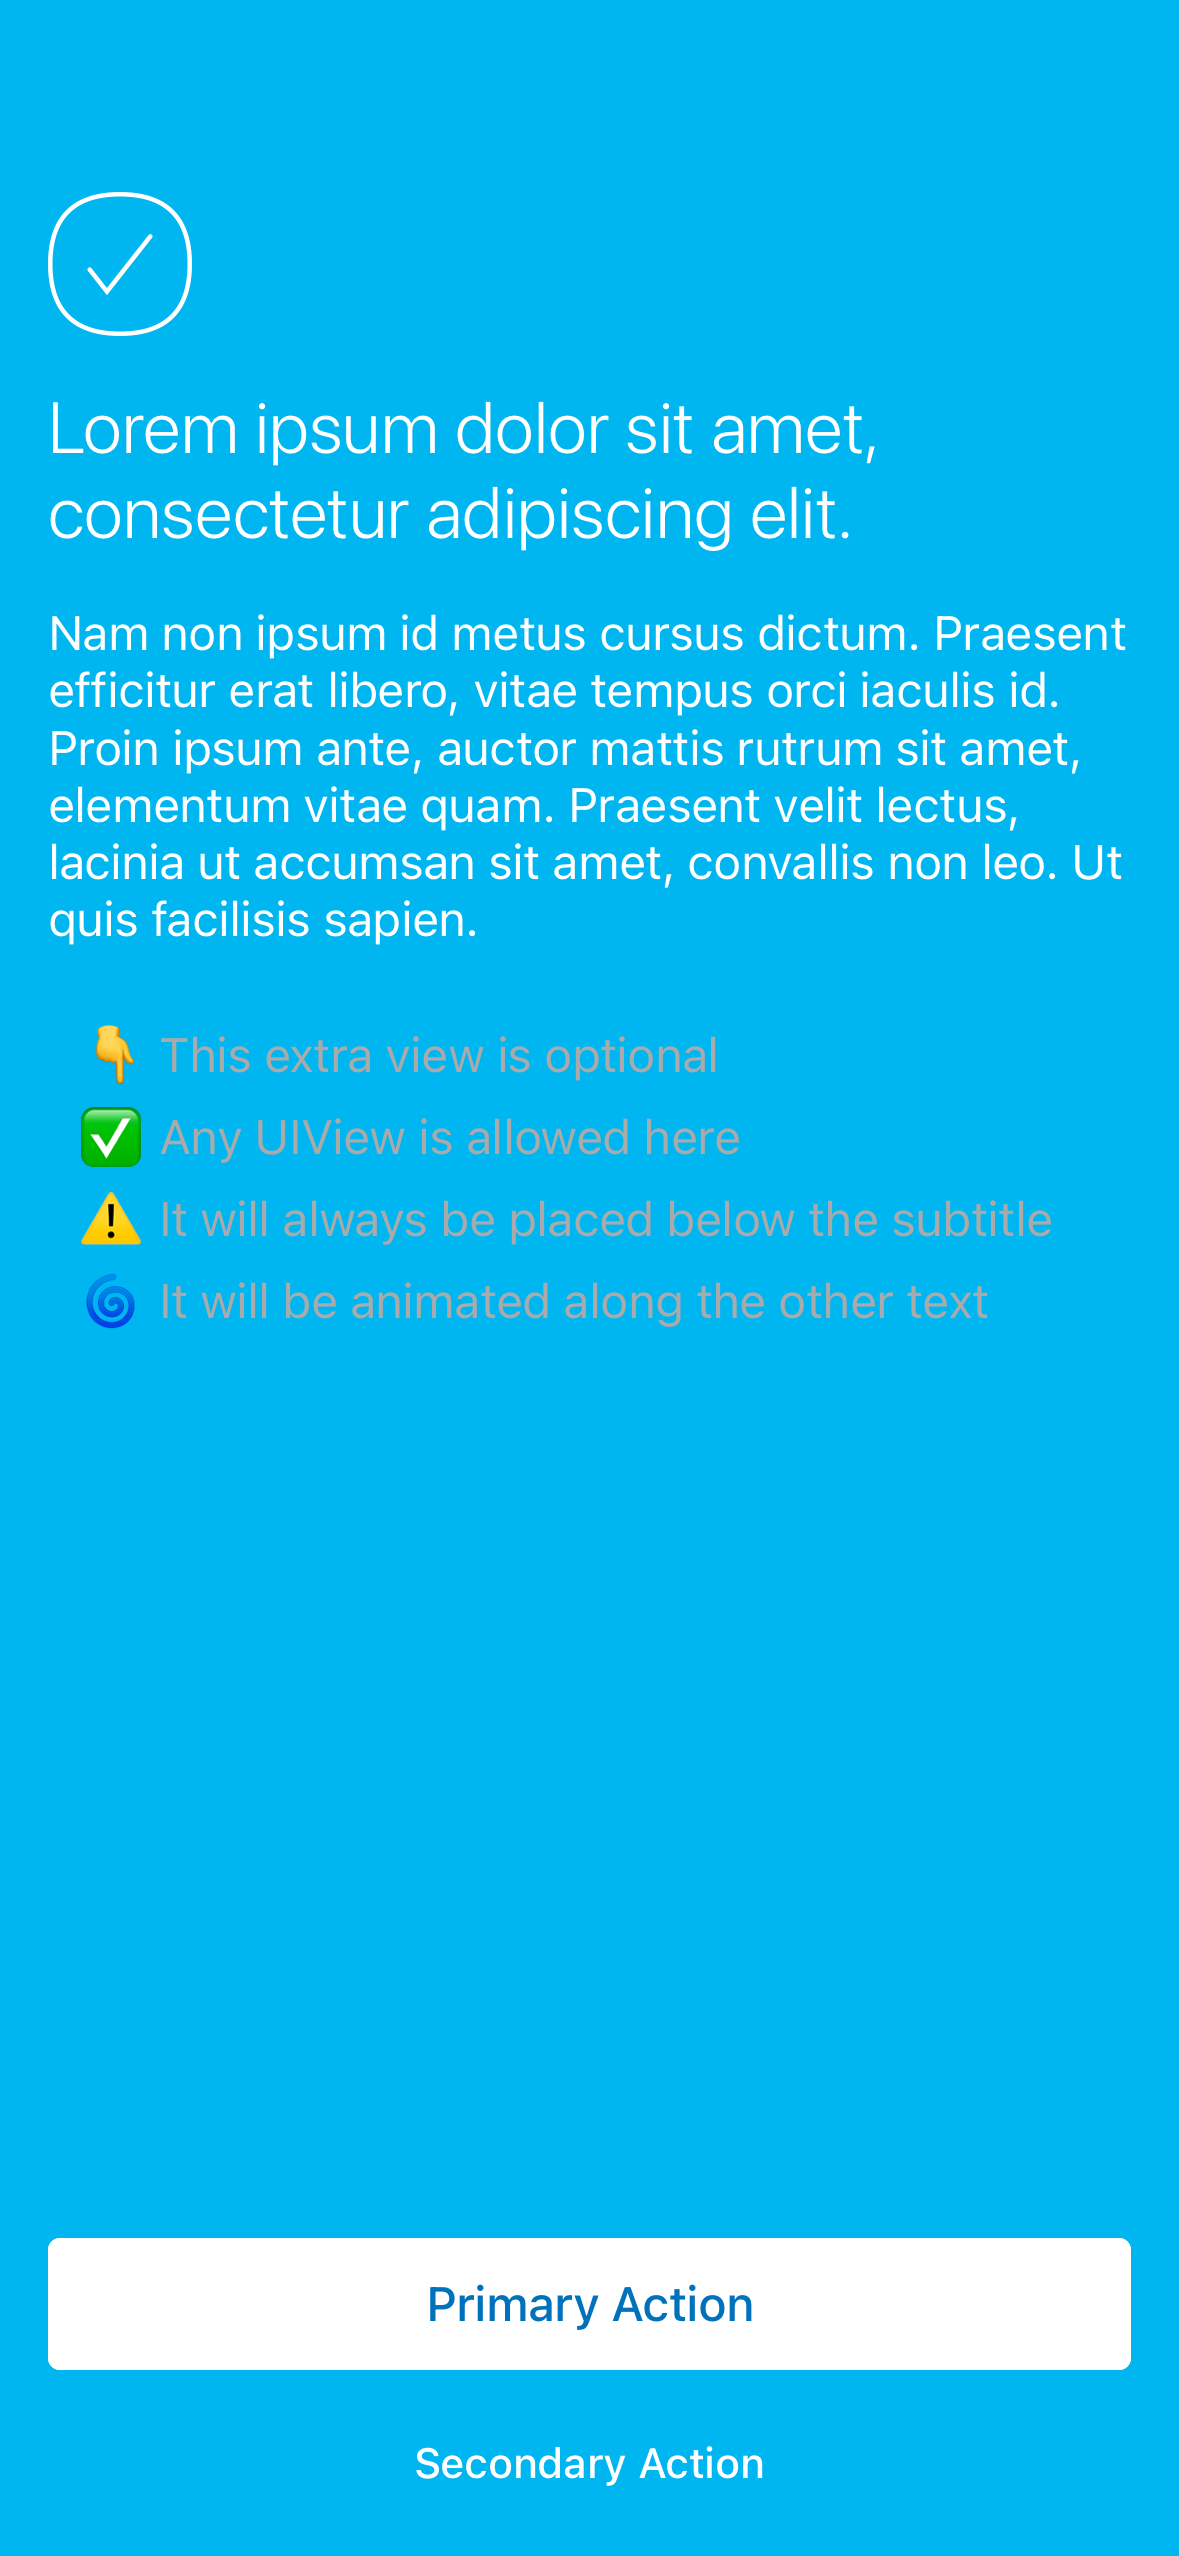 Lorem ipsum dolor sit amet,
consectetur adipiscing elit.
Nam non ipsum id metus cursus dictum. Praesent
efficitur erat libero, vitae tempus orci iaculis id.
Proin ipsum ante, auctor mattis rutrum sit amet,
elementum vitae quam. Praesent velit lectus,
lacinia ut accumsan sit amet, convallis non leo. Ut
quis facilisis sapien.
👇 This extra view is optional
✅ Any UIView is allowed here
⚠️ It will always be placed below the subtitle
🌀 It will be animated along the other text
Primary Action
Secondary Action